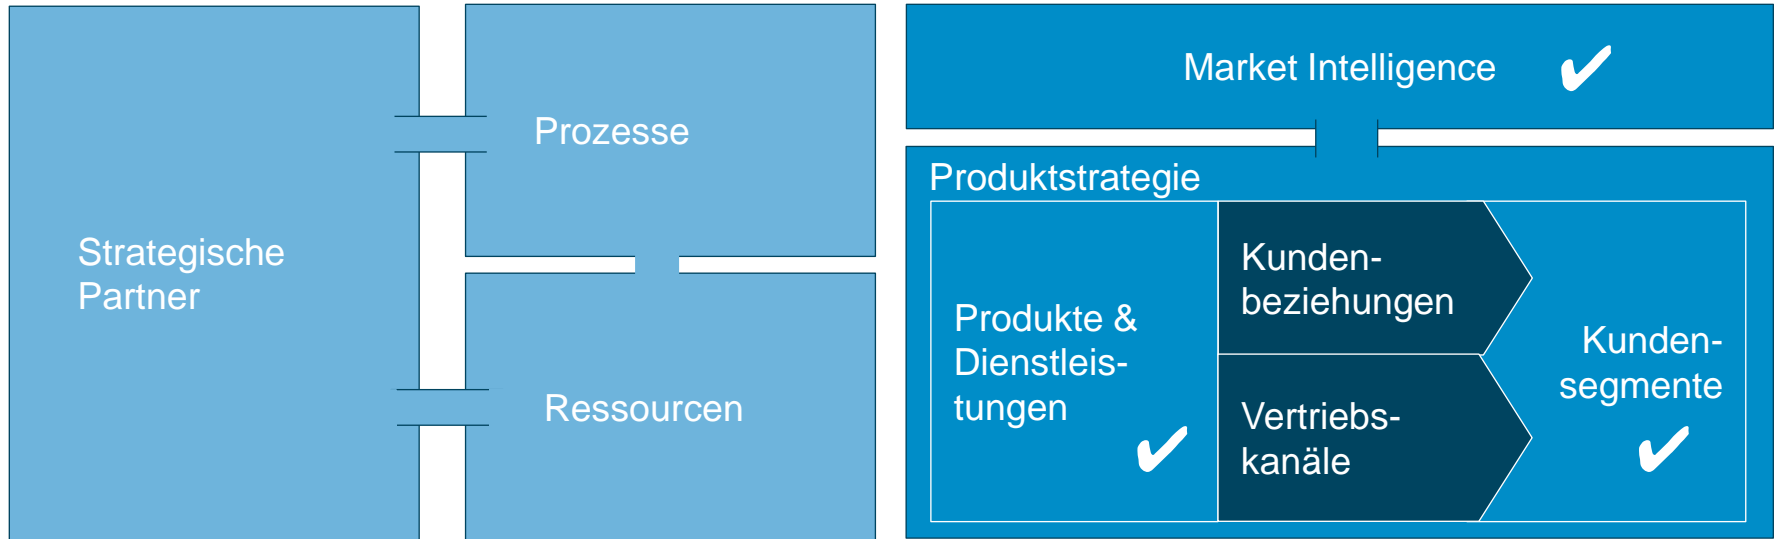 Strategische
Partner
Prozesse
Ressourcen
Market Intelligence ✔
Produktstrategie
Produkte &
Dienstleis-
tungen ✔
Kunden-
beziehungen
Vertriebs-
kanäle
Kunden-
segmente
✔